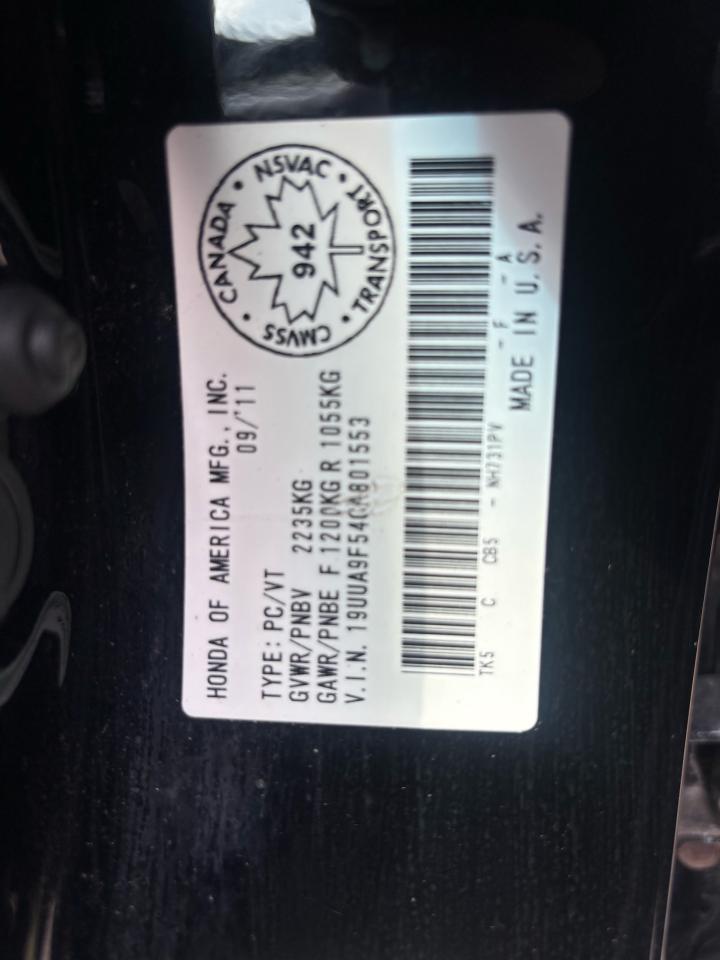 HONDA OF AMERICA MFG., INC.
09/'11
TYPE: PC/VT
GVWR/PNBV 2235KG
GAWR/PNBE F 1200KG R 1055KG
V.I.N. 19UUA9F54CA801553
CANADA • NSVAC • TRANSPORT • CMVSS •
942
TK5 C CB5 - NH731PV - F - A
MADE IN U.S.A.